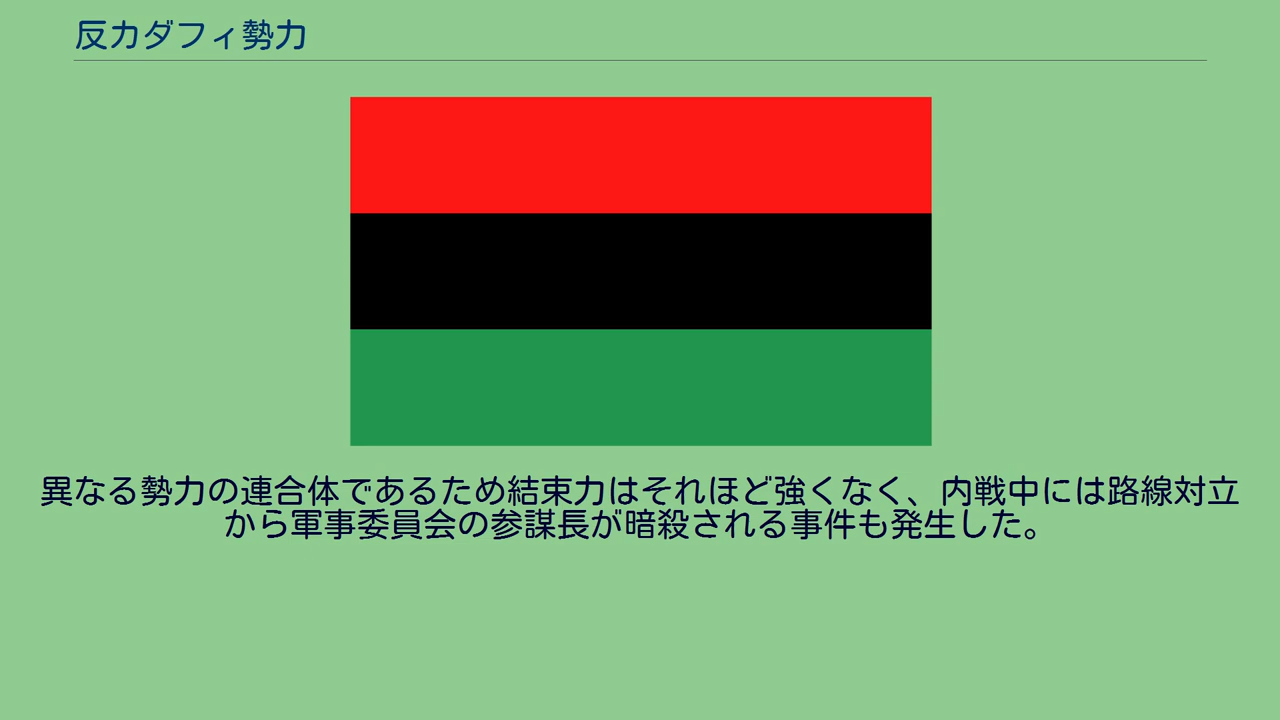 反カダフィ勢力
異なる勢力の連合体であるため結束力はそれほど強くなく、内戦中には路線対立
から軍事委員会の参謀長が暗殺される事件も発生した。